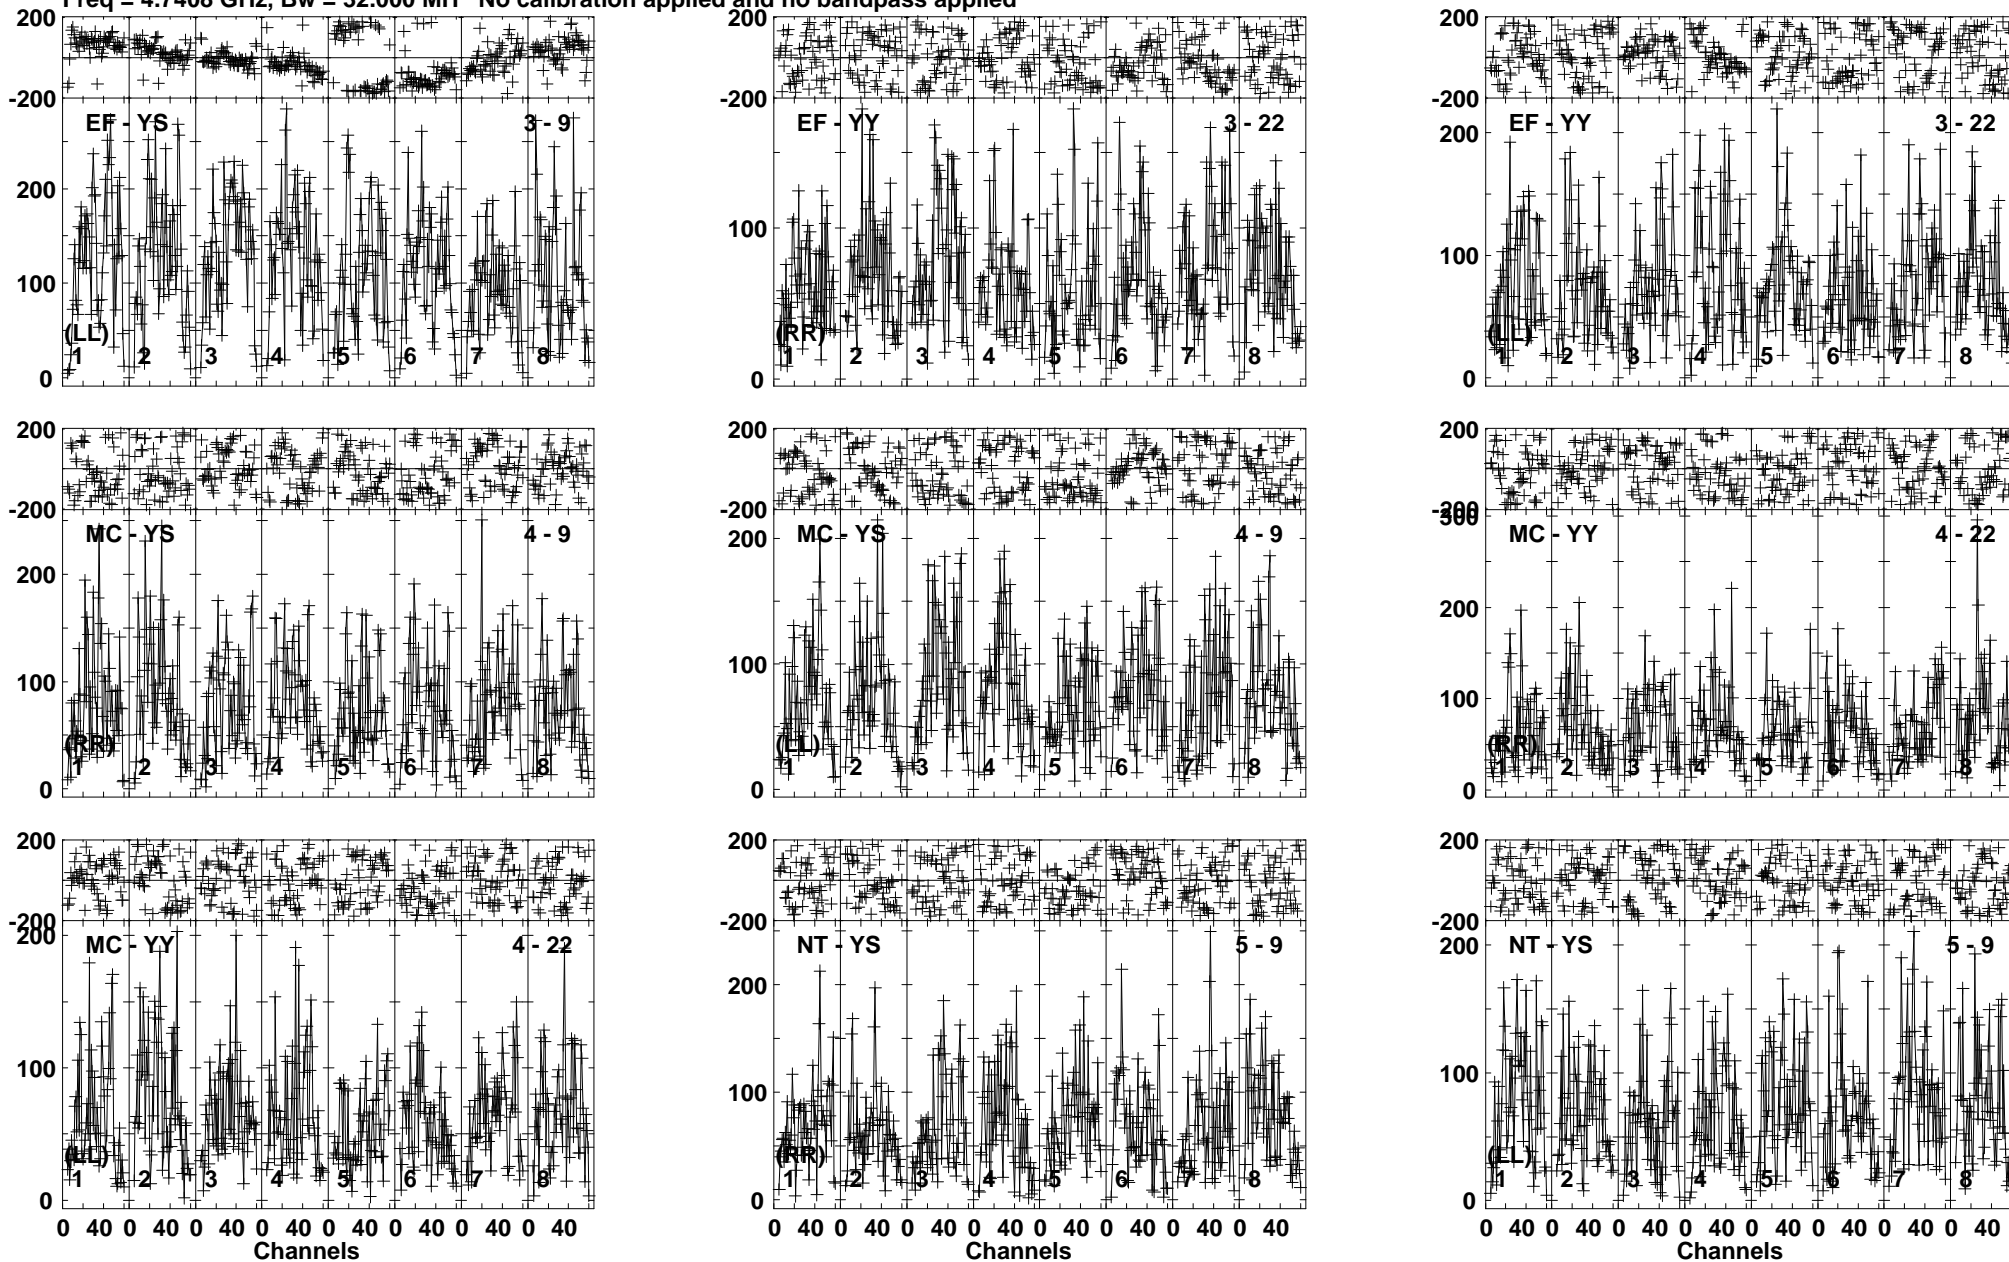 Freq = 4.7408 GHz, Bw = 32.000 MH No calibration applied and no bandpass applied
200 200 200
-200 -200 -200
EF - YS 3 - 9 EF - YY 3 - 22 EF - YY 3 - 22
200 100 0 200 100 0
200 100 0
(LL) (RR) (LL)
1 2 3 4 5 6 7 8 1 2 3 4 5 6 7 8 1 2 3 4 5 6 7 8
200 200 200
-200 -200 -200
300
MC - YS 4 - 9 MC - YS 4 - 9 MC - YY 4 - 22
200 100 0 200 100 0 200 100 0
(RR) (LL) (RR)
1 2 3 4 5 6 7 8 1 2 3 4 5 6 7 8 1 2 3 4 5 6 7 8
200 200 200
-200 -200 -200
MC - YY 4 - 22 NT - YS 5 - 9 NT - YS 5 - 9
200 100 0 200 100 0 200 100 0
(LL) (RR) (LL)
1 2 3 4 5 6 7 8 1 2 3 4 5 6 7 8 1 2 3 4 5 6 7 8
0 40 0 40 0 40 0 40 0 40 0 40 0 40 0 40 0 40 0 40 0 40 0 40 0 40 0 40 0 40 0 40 0 40 0 40 0 40 0 40 0 40 0 40 0 40 0 40
Channels Channels Channels